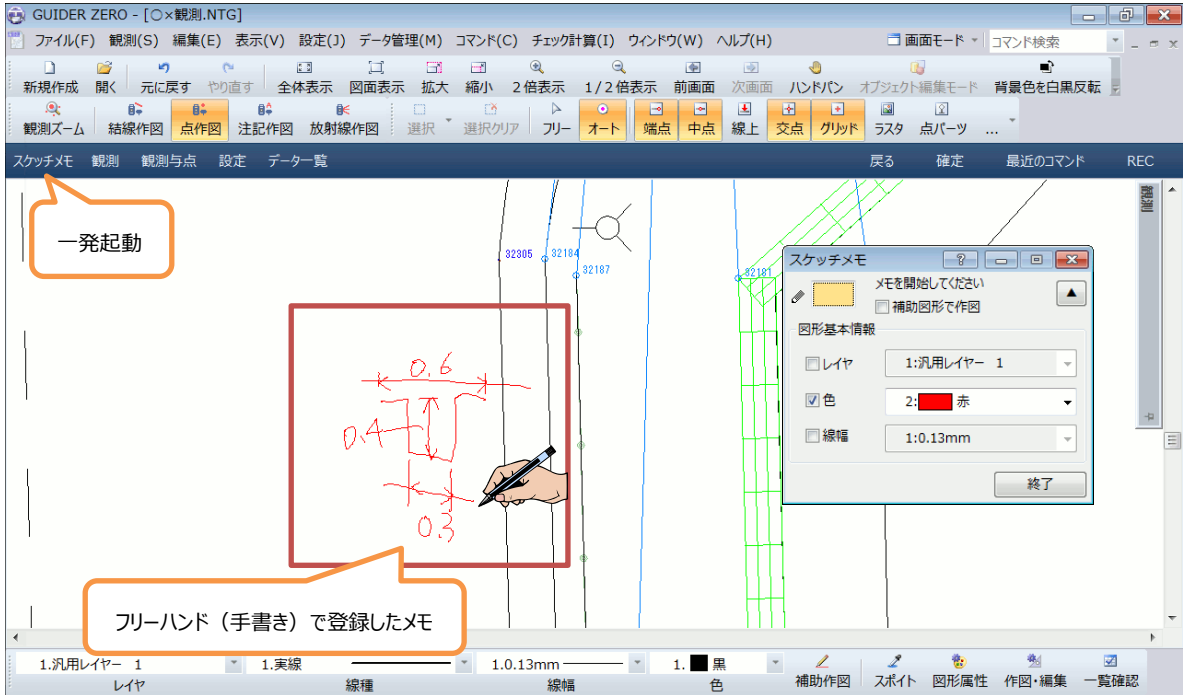 GUIDER ZERO - [○×観測.NTG]
ファイル(F) 観測(S) 編集(E) 表示(V) 設定(J) データ管理(M) コマンド(C) チェック計算(I) ウィンドウ(W) ヘルプ(H) 画面モード コマンド検索
新規作成 開く 元に戻す やり直す 全体表示 図面表示 拡大 縮小 2倍表示 1/2倍表示 前画面 次画面 ハンドパン オブジェクト編集モード 背景色を白黒反転
観測ズーム 結線作図 点作図 注記作図 放射線作図 選択 選択クリア フリー オート 端点 中点 線上 交点 グリッド ラスタ 点パーツ ...
スケッチメモ 観測 観測与点 設定 データ一覧 戻る 確定 最近のコマンド REC
観測
一発起動
32305 32184
32187
32181
スケッチメモ
メモを開始してください
補助図形で作図
図形基本情報
レイヤ 1:汎用レイヤー 1
色 2: 赤
線幅 1:0.13mm
終了
0.6
0.4
0.3
フリーハンド(手書き)で登録したメモ
1.汎用レイヤー 1 1.実線 1:0.13mm 1. 黒
レイヤ 線種 線幅 色 補助作図 スポイト 図形属性 作図・編集 一覧確認